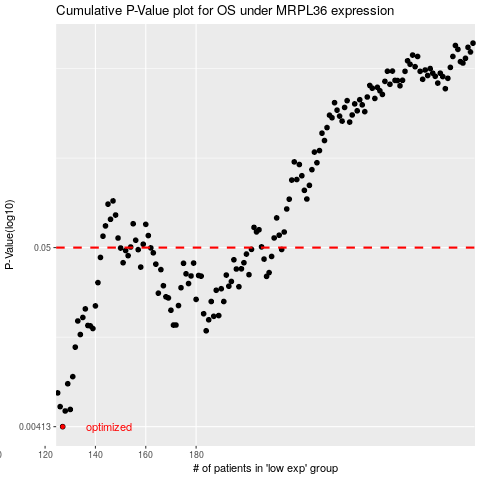 Cumulative P-Value plot for OS under MRPL36 expression
P-Value(log10)
0.05
0.00413
optimized
0 120 140 160 180
# of patients in 'low exp' group